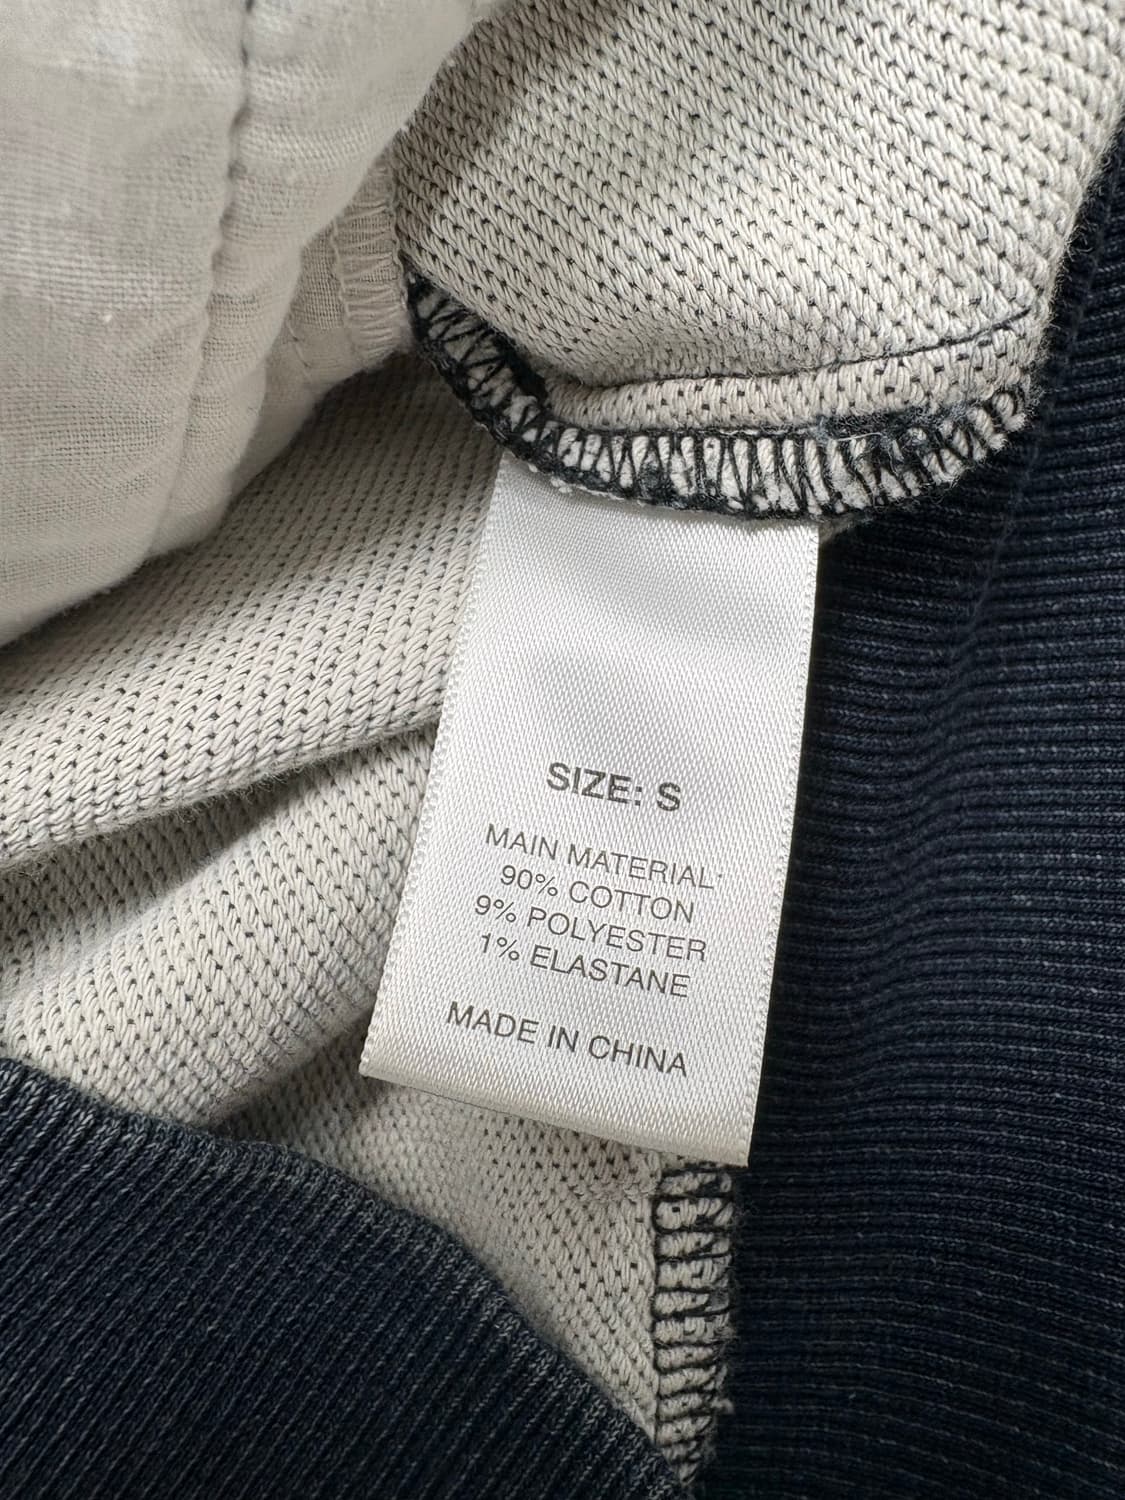 SIZE: S
MAIN MATERIAL:
90% COTTON
9% POLYESTER
1% ELASTANE
MADE IN CHINA